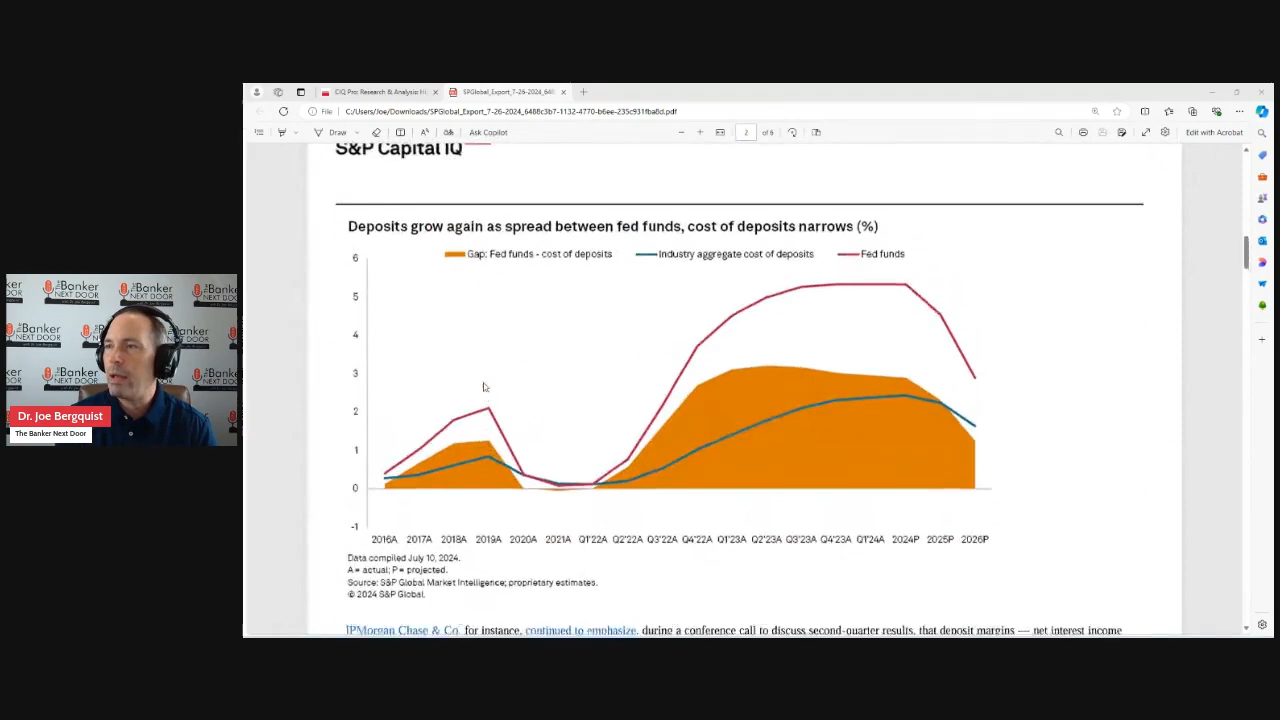 CIQ Pro: Research & Analysis: Hi
SPGlobal_Export_7-26-2024_648
File
C:/Users/Joe/Downloads/SPGlobal_Export_7-26-2024_6488c3b7-1132-4770-b6ee-235c931fba8d.pdf
Draw
Ask Copilot
2
of 6
Edit with Acrobat
S&P Capital IQ
Deposits grow again as spread between fed funds, cost of deposits narrows (%)
Gap: Fed funds - cost of deposits
Industry aggregate cost of deposits
Fed funds
6
5
4
3
2
1
0
-1
2016A 2017A 2018A 2019A 2020A 2021A Q1'22A Q2'22A Q3'22A Q4'22A Q1'23A Q2'23A Q3'23A Q4'23A Q1'24A 2024P 2025P 2026P
Data compiled July 10, 2024.
A = actual; P = projected.
Source: S&P Global Market Intelligence; proprietary estimates.
© 2024 S&P Global.
JPMorgan Chase & Co. for instance, continued to emphasize, during a conference call to discuss second-quarter results, that deposit margins — net interest income
The Banker
NEXT DOOR
with Dr. Joe Bergquist
Dr. Joe Bergquist
The Banker Next Door